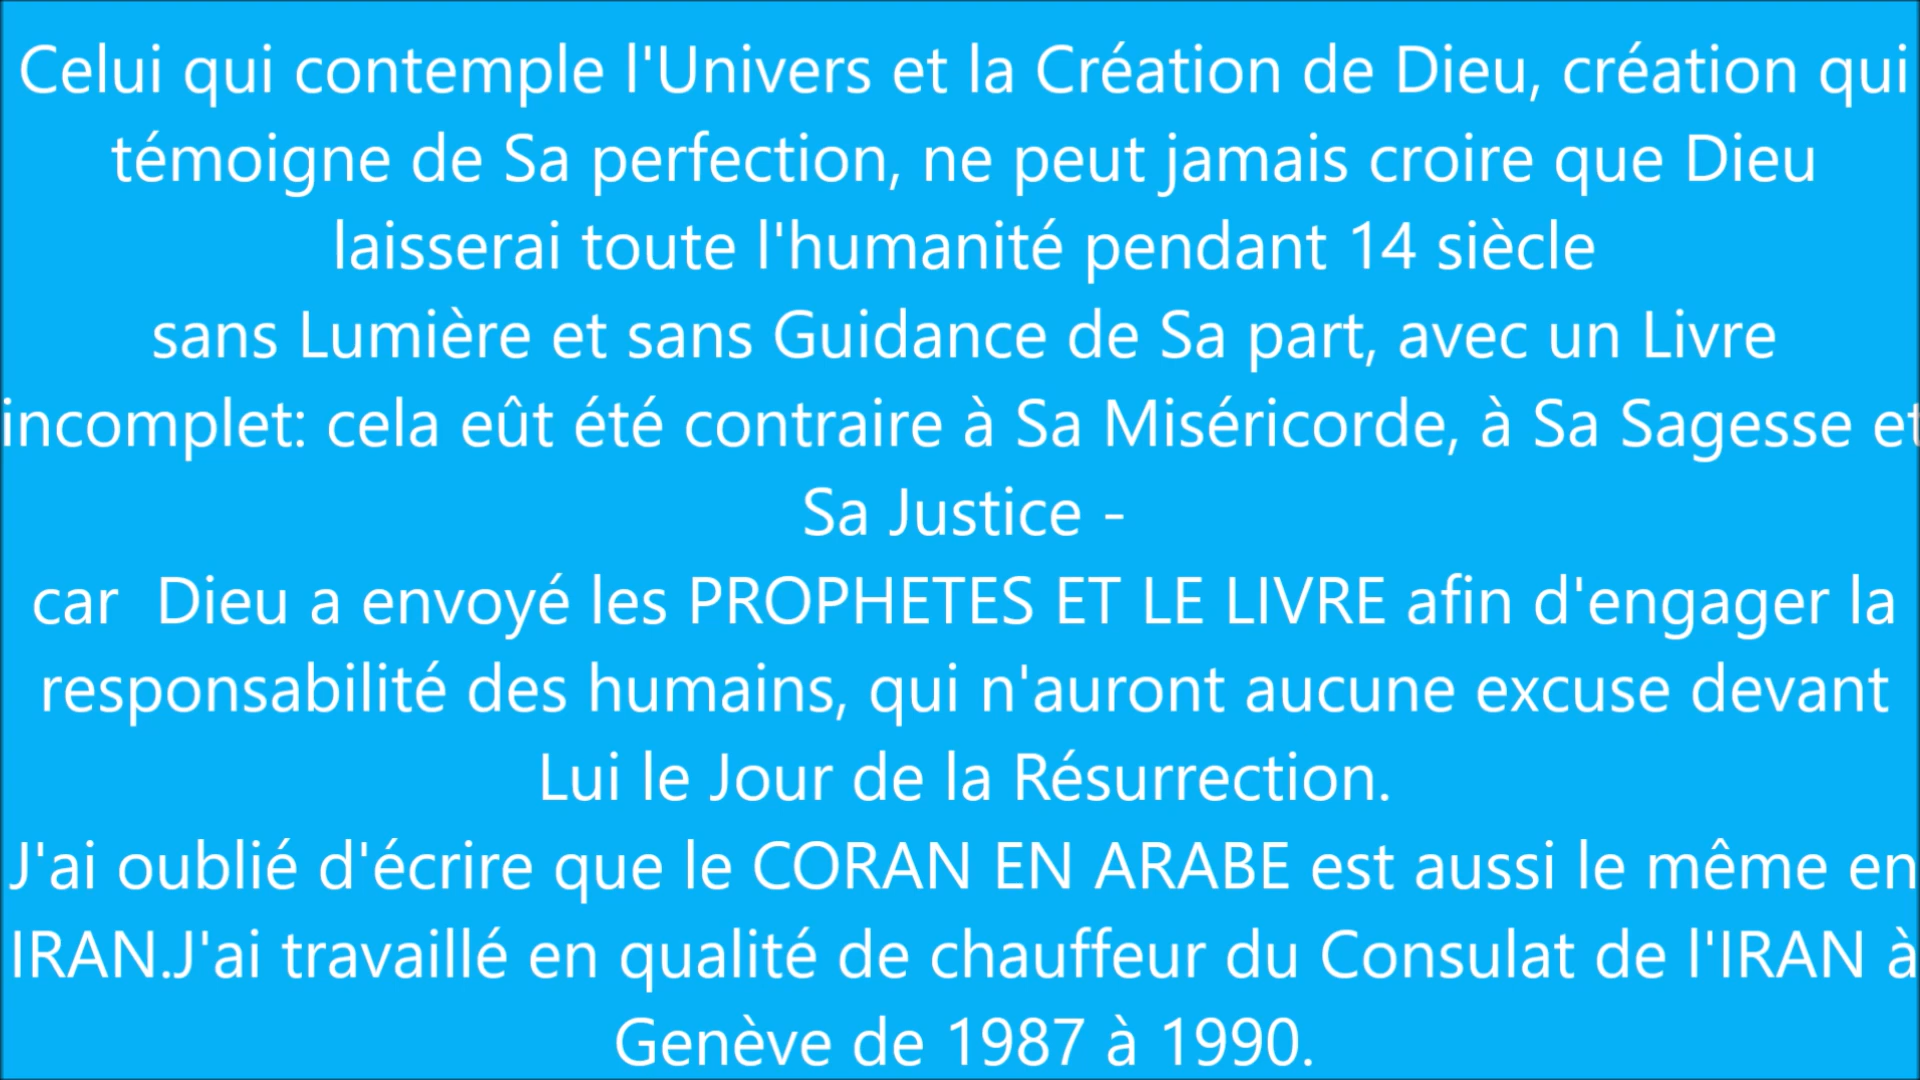 Celui qui contemple l'Univers et la Création de Dieu, création qui
témoigne de Sa perfection, ne peut jamais croire que Dieu
laisserai toute l'humanité pendant 14 siècle
sans Lumière et sans Guidance de Sa part, avec un Livre
incomplet: cela eût été contraire à Sa Miséricorde, à Sa Sagesse et
Sa Justice -
car  Dieu a envoyé les PROPHETES ET LE LIVRE afin d'engager la
responsabilité des humains, qui n'auront aucune excuse devant
Lui le Jour de la Résurrection.
J'ai oublié d'écrire que le CORAN EN ARABE est aussi le même en
IRAN.J'ai travaillé en qualité de chauffeur du Consulat de l'IRAN à
Genève de 1987 à 1990.